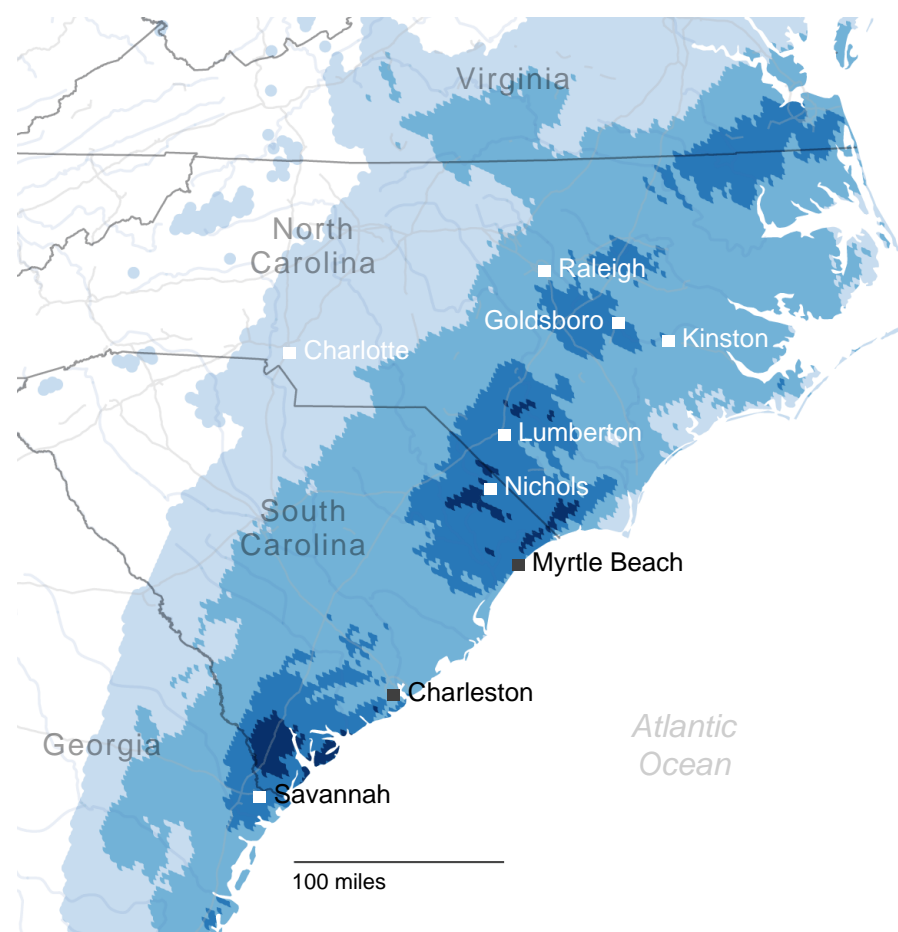 Virginia
North
Carolina
Raleigh
Goldsboro
Kinston
Charlotte
Lumberton
Nichols
South
Carolina
Myrtle Beach
Charleston
Georgia
Atlantic
Ocean
Savannah
100 miles